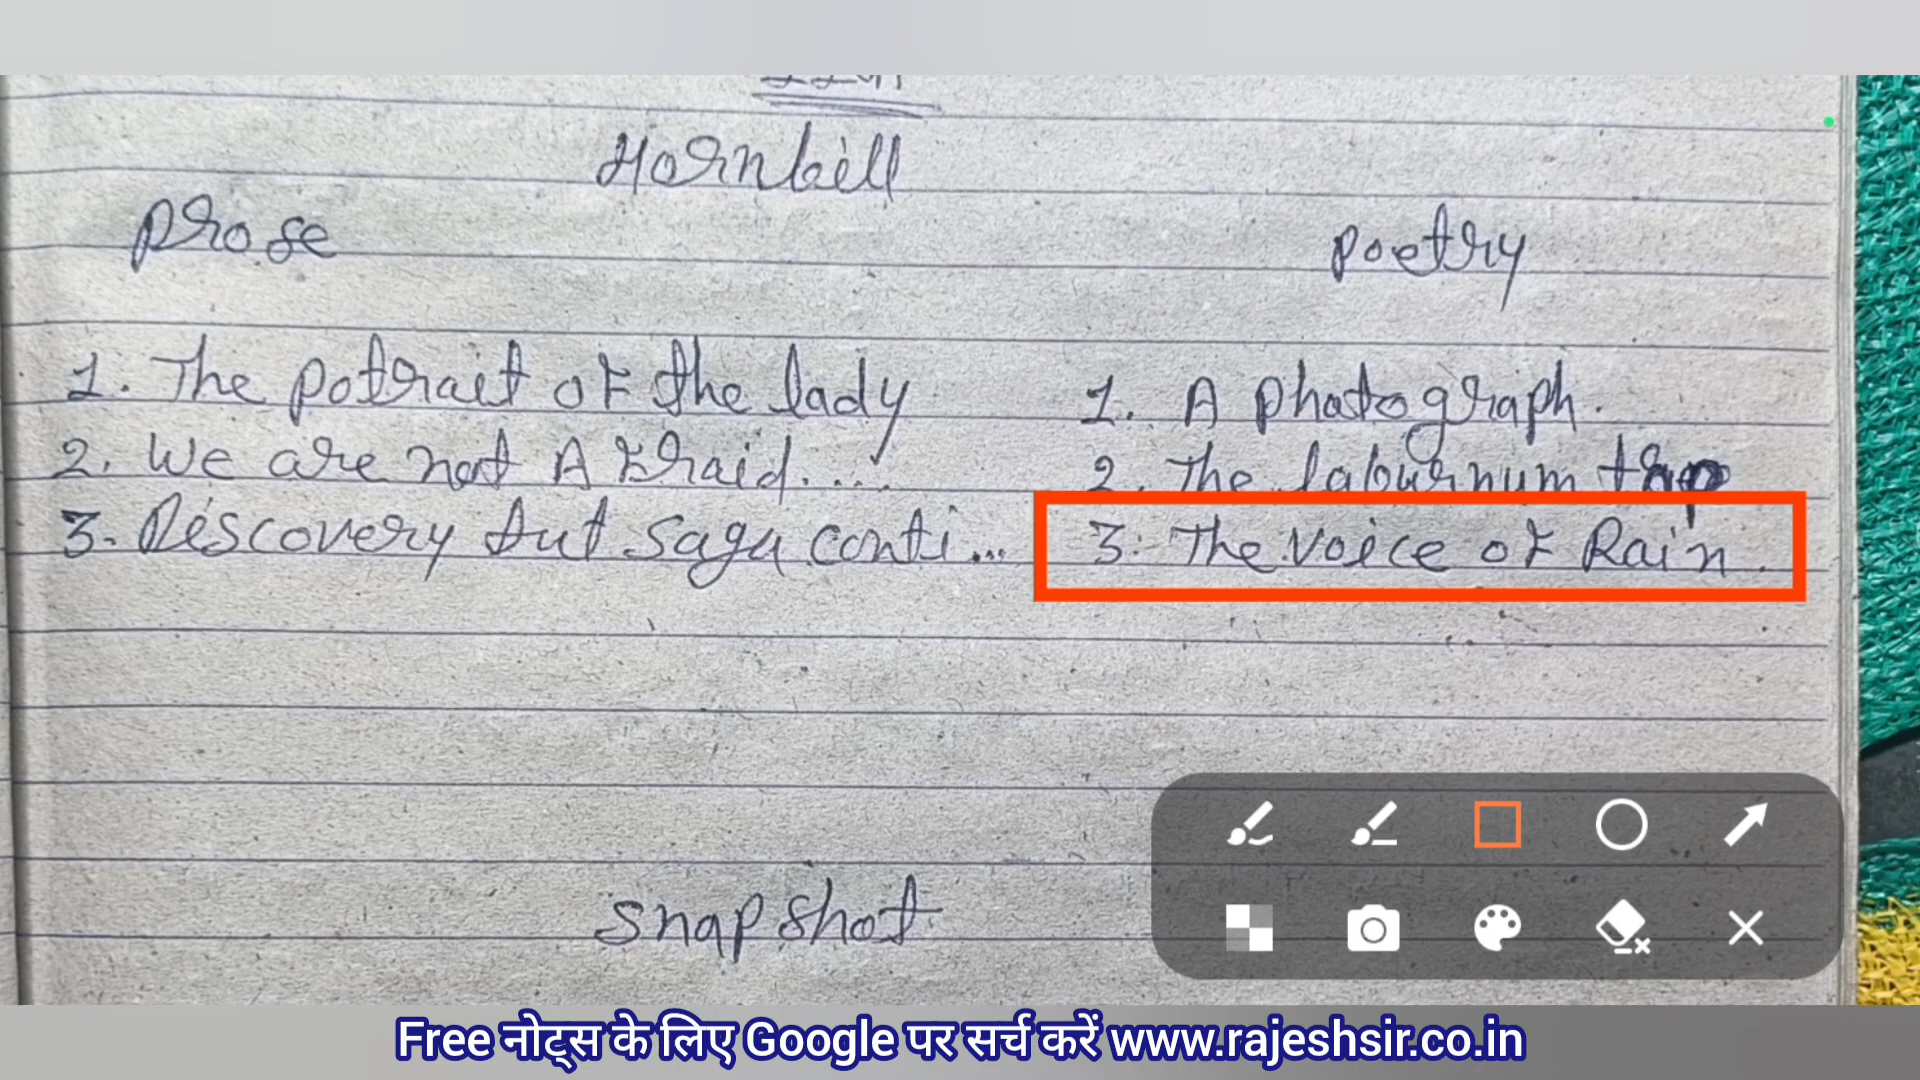 Hornbill
Prose
Poetry
1. The potrait of the lady
2. We are not Afraid.....
3. Discovery tut saga conti...
1. A photograph.
2. The laburnum
3. The voice of Rain.
snapshot
Free नोट्स के लिए Google पर सर्च करें www.rajeshsir.co.in